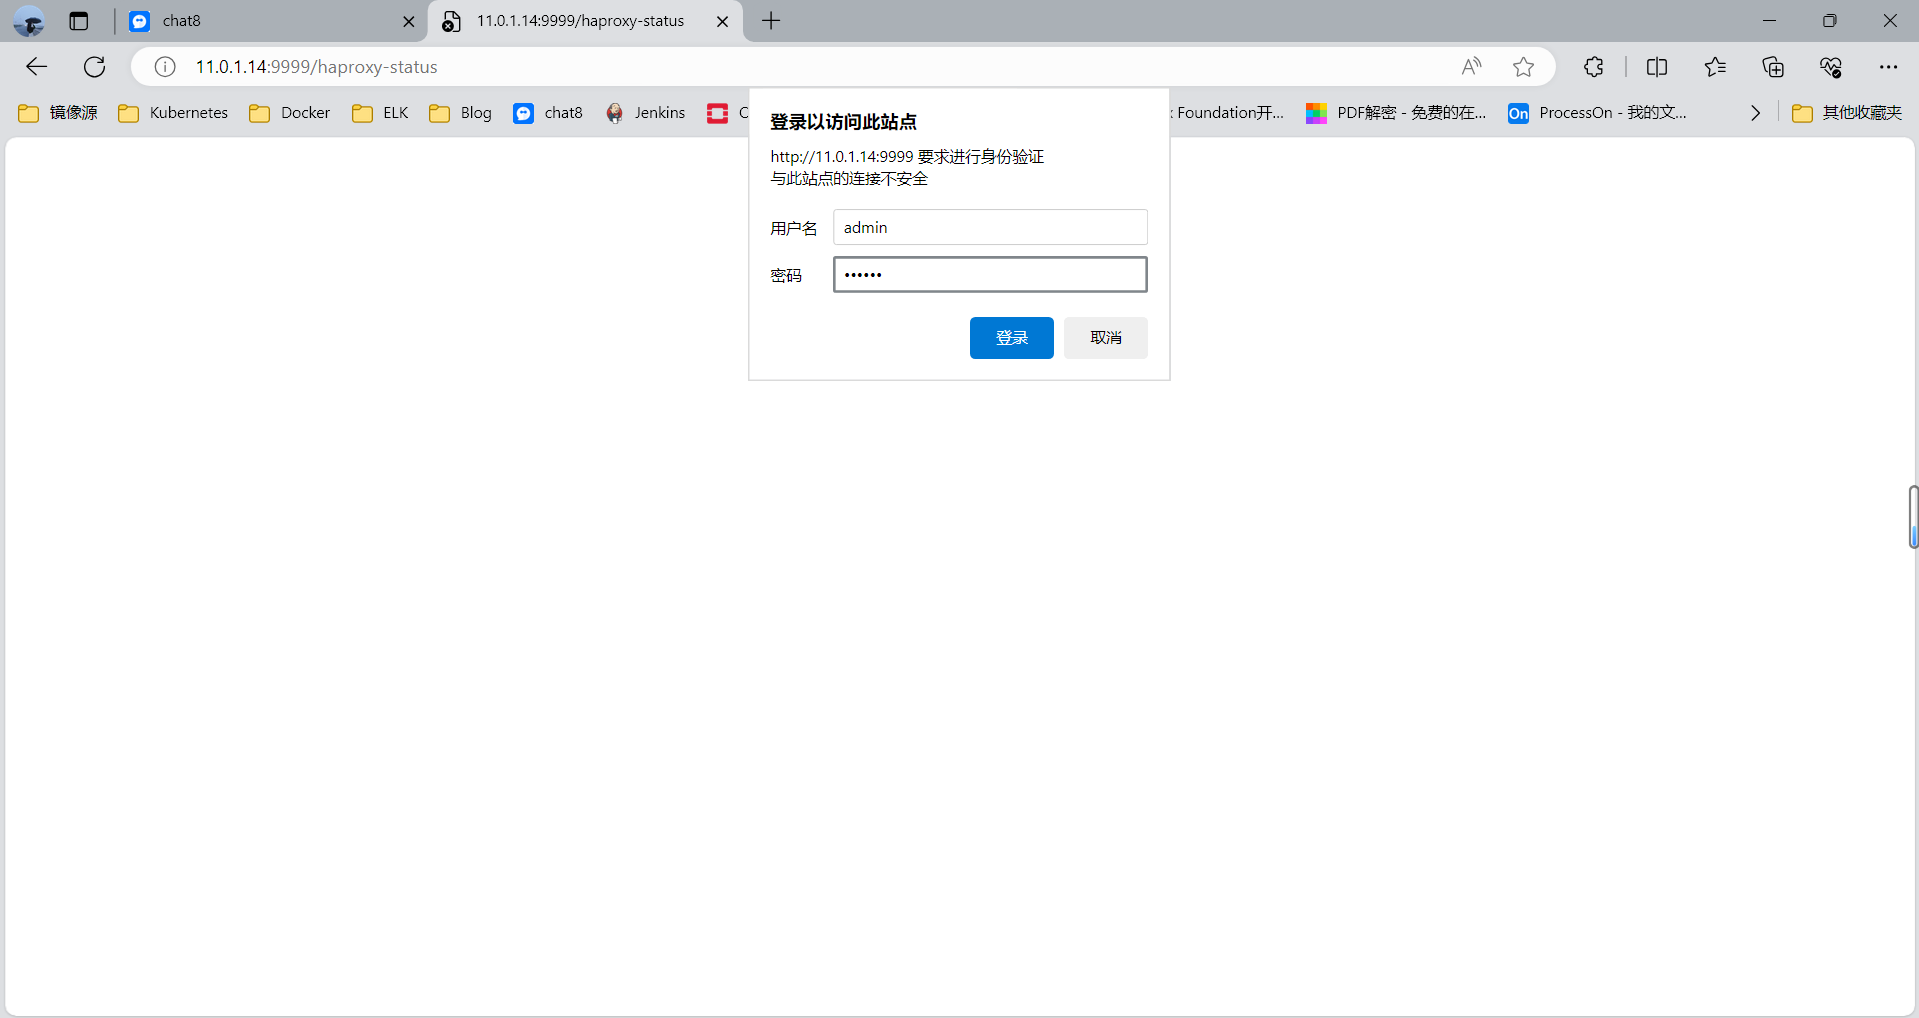 chat8
11.0.1.14:9999/haproxy-status
11.0.1.14:9999/haproxy-status
镜像源 Kubernetes Docker ELK Blog chat8 Jenkins Foundation开... PDF解密 - 免费的在... On ProcessOn - 我的文... 其他收藏夹
登录以访问此站点
http://11.0.1.14:9999 要求进行身份验证
与此站点的连接不安全
用户名 admin
密码 ••••••
登录 取消